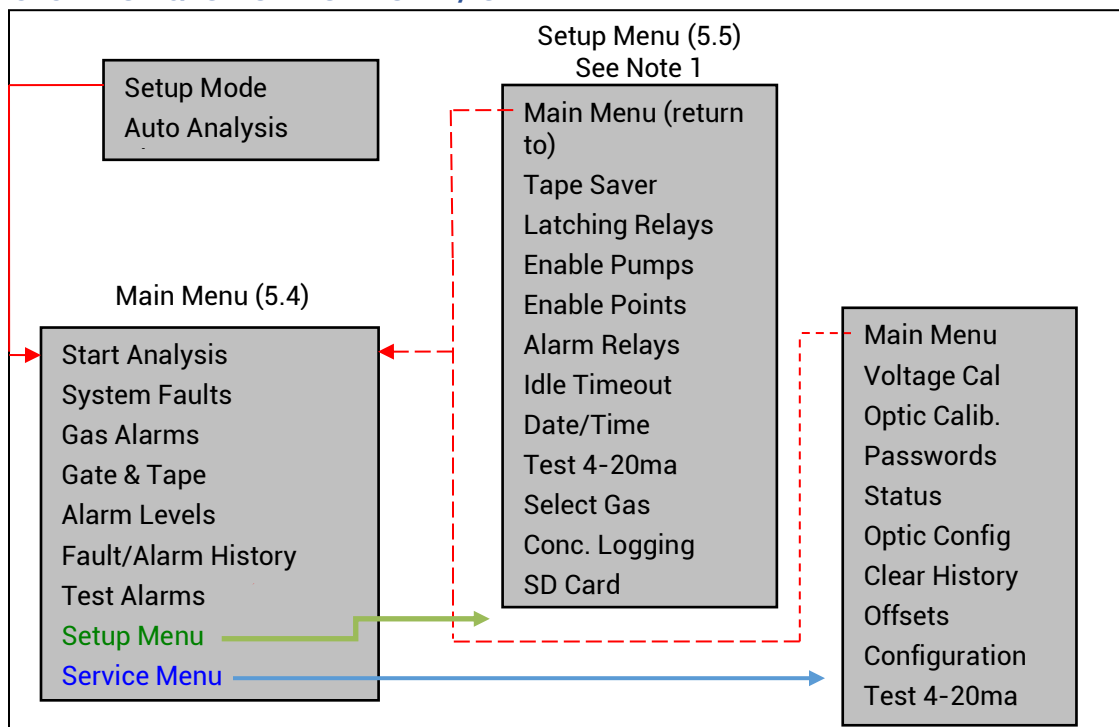 Setup Mode
Auto Analysis
Main Menu (5.4)
Start Analysis
System Faults
Gas Alarms
Gate & Tape
Alarm Levels
Fault/Alarm History
Test Alarms
Setup Menu
Service Menu
Setup Menu (5.5)
See Note 1
Main Menu (return
to)
Tape Saver
Latching Relays
Enable Pumps
Enable Points
Alarm Relays
Idle Timeout
Date/Time
Test 4-20ma
Select Gas
Conc. Logging
SD Card
Main Menu
Voltage Cal
Optic Calib.
Passwords
Status
Optic Config
Clear History
Offsets
Configuration
Test 4-20ma